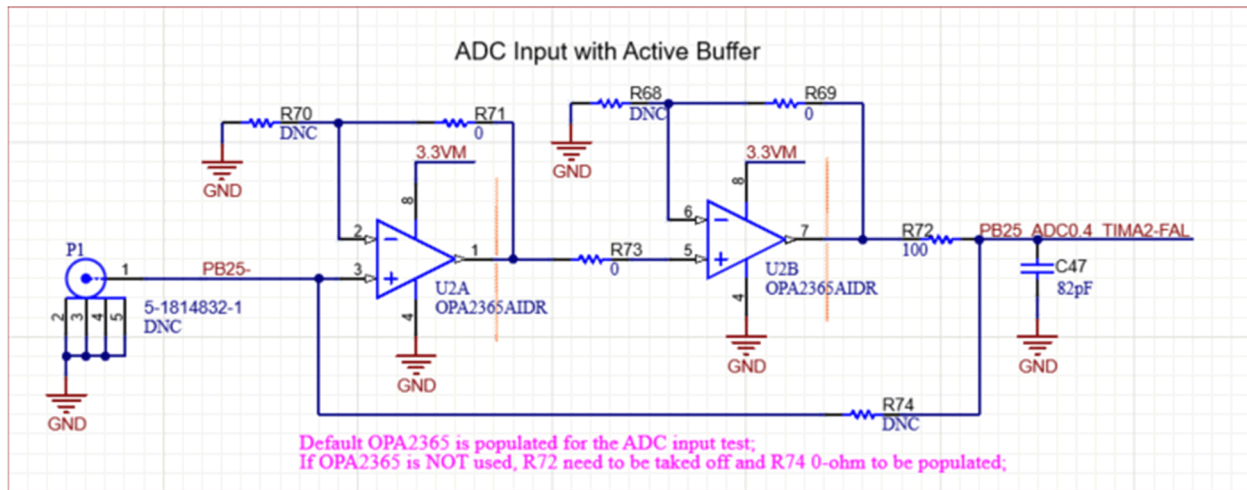 ADC Input with Active Buffer
R70
DNC
R71
0
R68
DNC
R69
0
GND
3.3VM
8
GND
3.3VM
8
2
1
3
U2A
OPA2365AIDR
4
GND
6
7
5
U2B
OPA2365AIDR
4
GND
P1
1
PB25-
2
3
4
5
5-1814832-1
DNC
GND
R73
0
R72
100
PB25_ADC0.4_TIMA2-FAL
C47
82pF
GND
R74
DNC
Default OPA2365 is populated for the ADC input test;
If OPA2365 is NOT used, R72 need to be taked off and R74 0-ohm to be populated;